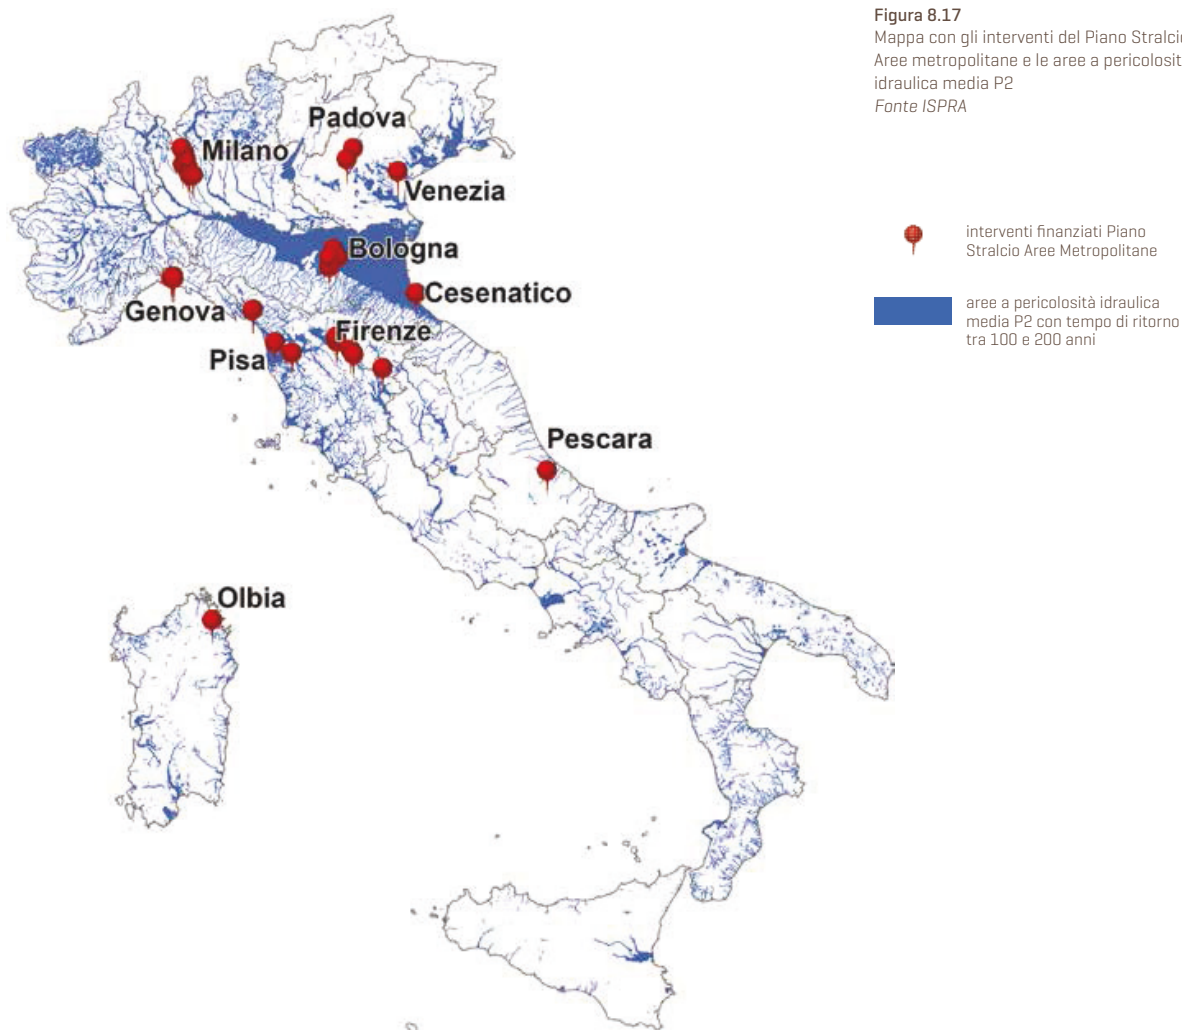 Figura 8.17
Mappa con gli interventi del Piano Stralcio
Aree metropolitane e le aree a pericolosit
idraulica media P2
Fonte ISPRA
Padova
Milano
Venezia
interventi finanziati Piano
Stralcio Aree Metropolitane
Bologna
Cesenatico
aree a pericolosità idraulica
media P2 con tempo di ritorno
tra 100 e 200 anni
Genova
Firenze
Pisa
Pescara
Olbia